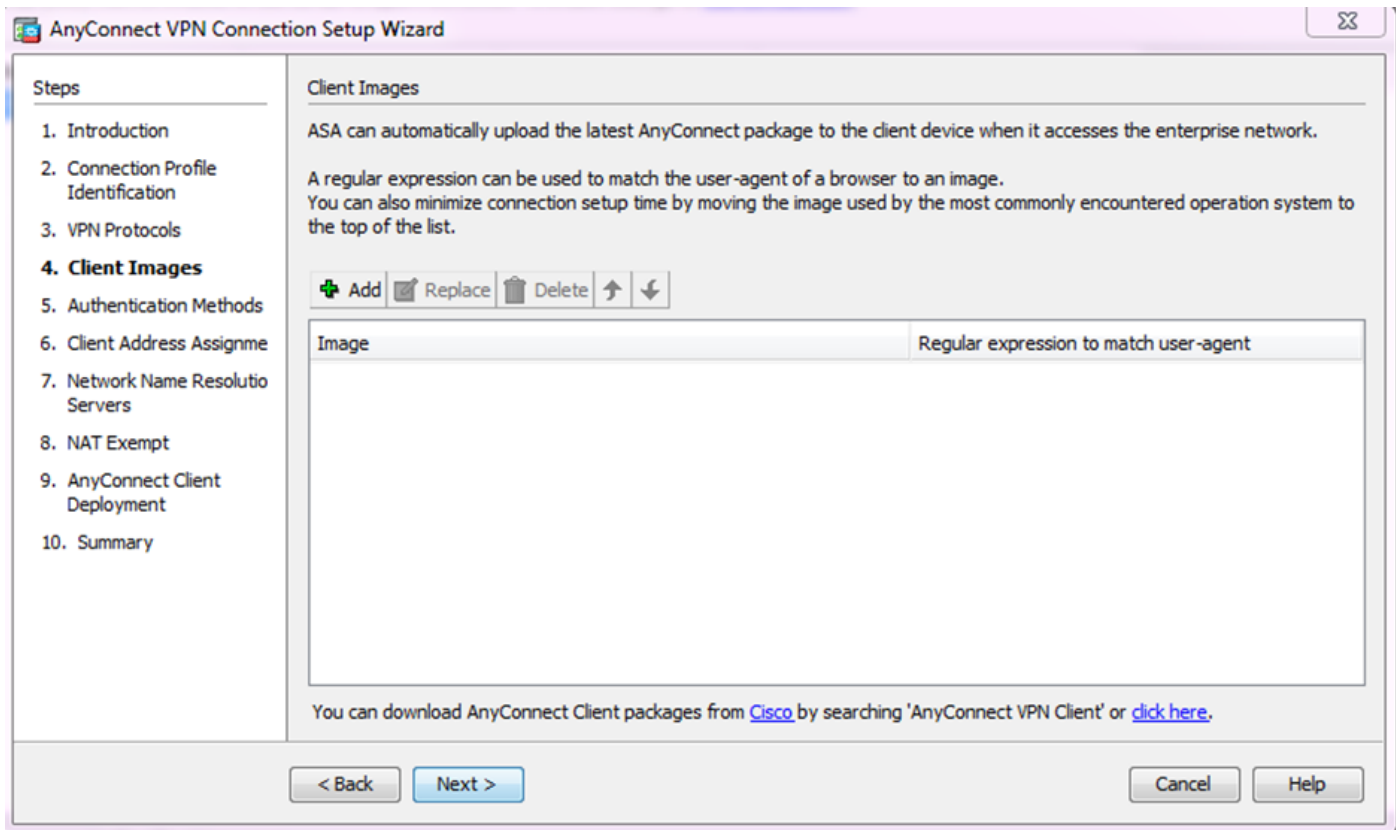 AnyConnect VPN Connection Setup Wizard
Steps
1. Introduction
2. Connection Profile
Identification
3. VPN Protocols
4. Client Images
5. Authentication Methods
6. Client Address Assignme
7. Network Name Resolutio
Servers
8. NAT Exempt
9. AnyConnect Client
Deployment
10. Summary
Client Images
ASA can automatically upload the latest AnyConnect package to the client device when it accesses the enterprise network.
A regular expression can be used to match the user-agent of a browser to an image.
You can also minimize connection setup time by moving the image used by the most commonly encountered operation system to
the top of the list.
Add Replace Delete
Image Regular expression to match user-agent
You can download AnyConnect Client packages from Cisco by searching 'AnyConnect VPN Client' or click here.
< Back Next > Cancel Help